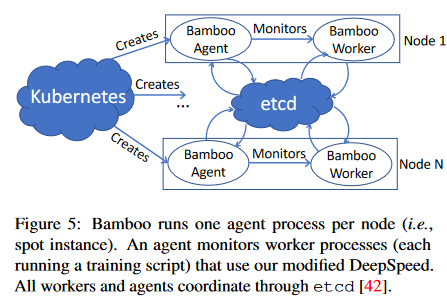 Creates
Bamboo
Agent
Monitors
Bamboo
Worker
Node 1
Kubernetes
Creates
...
etcd
Creates
Bamboo
Agent
Monitors
Bamboo
Worker
Node N
Figure 5: Bamboo runs one agent process per node (i.e.,
spot instance). An agent monitors worker processes (each
running a training script) that use our modified DeepSpeed.
All workers and agents coordinate through etcd [42].